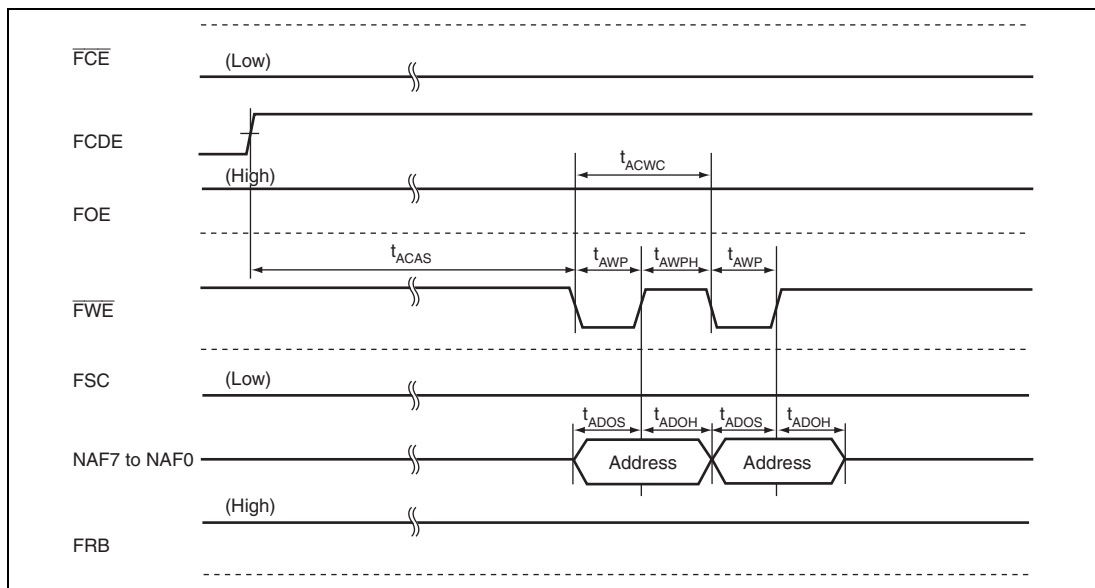 FCE
(Low)
FCDE
tACWC
(High)
FOE
tACAS
tAWP
tAWPH
tAWP
FWE
FSC
(Low)
tADOS
tADOH
tADOS
tADOH
NAF7 to NAF0
Address
Address
(High)
FRB